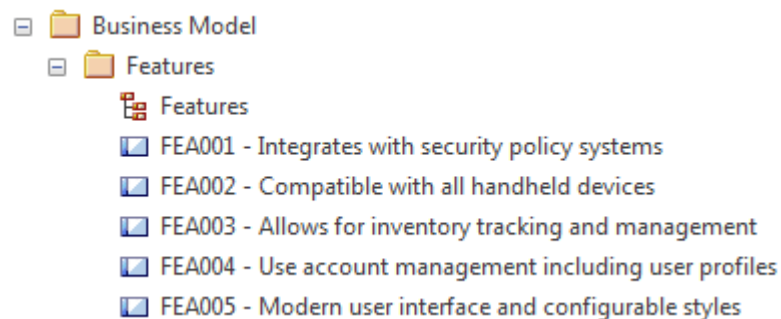 Business Model
Features
Features
FEA001 - Integrates with security policy systems
FEA002 - Compatible with all handheld devices
FEA003 - Allows for inventory tracking and management
FEA004 - Use account management including user profiles
FEA005 - Modern user interface and configurable styles